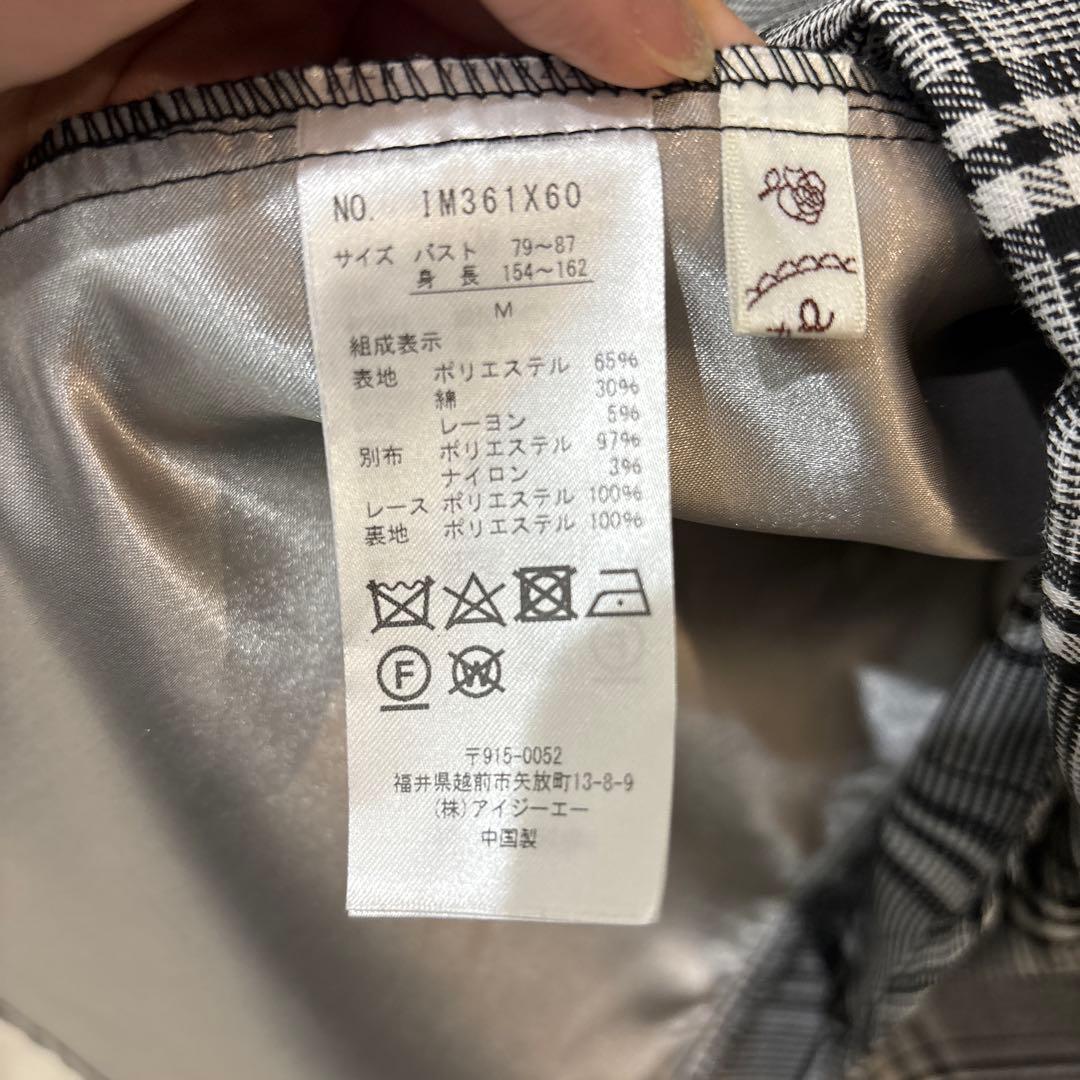 NO. IM361X60
サイズ バスト 79～87
身長 154～162
M
組成表示
表地 ポリエステル 65%
綿 30%
レーヨン 5%
別布 ポリエステル 97%
ナイロン 3%
レース ポリエステル 100%
裏地 ポリエステル 100%
F W
〒915-0052
福井県越前市矢放町13-8-9
(株)アイジーエー
中国製
a